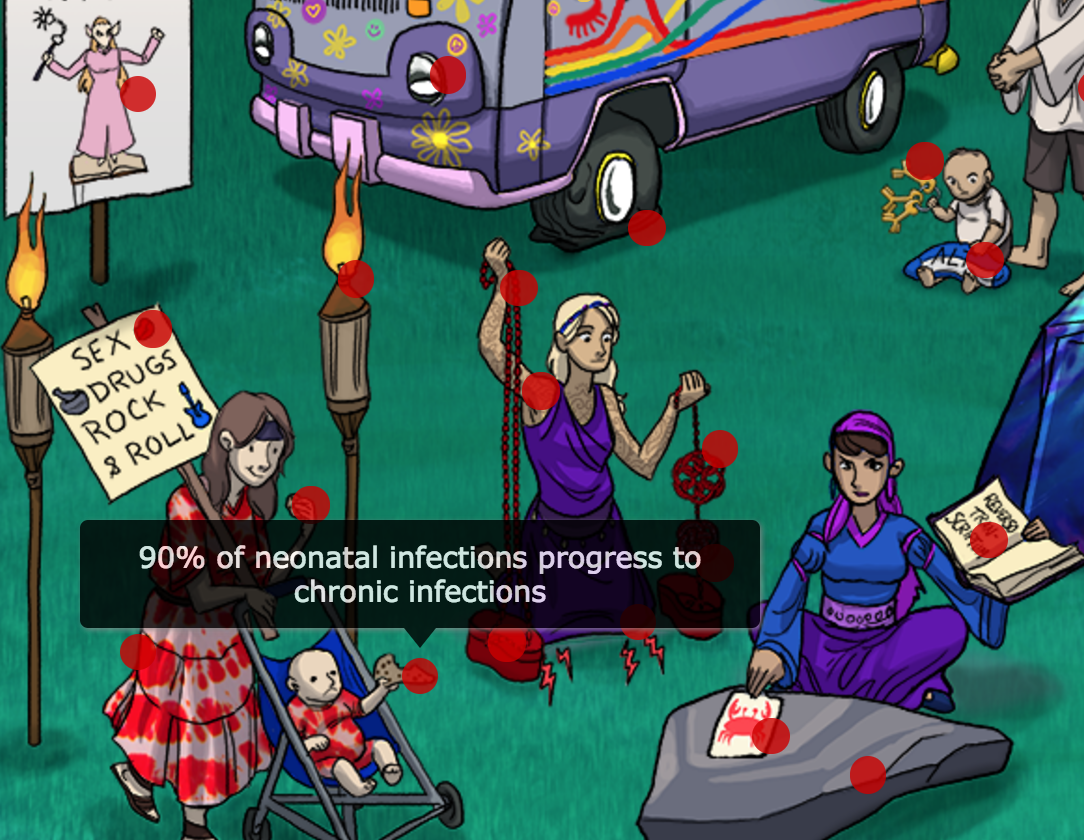 SEX
DRUGS
ROCK
& ROLL
90% of neonatal infections progress to
chronic infections